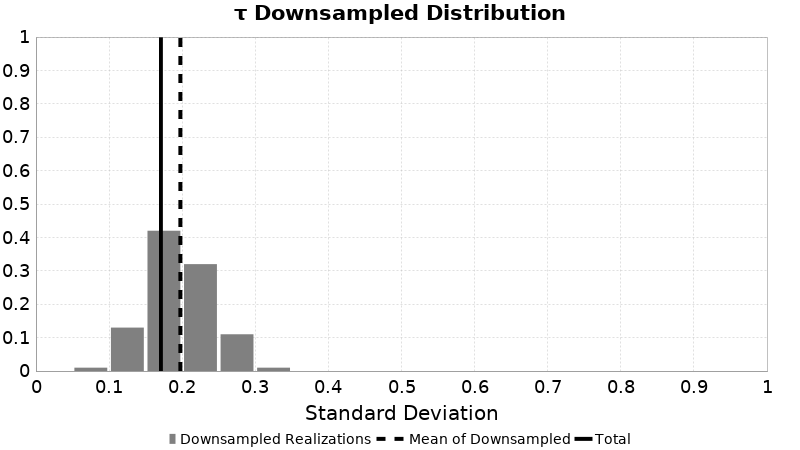 τ Downsampled Distribution
1
0.9
0.8
0.7
0.6
0.5
0.4
0.3
0.2
0.1
0
0 0.1 0.2 0.3 0.4 0.5 0.6 0.7 0.8 0.9 1
Standard Deviation
Downsampled Realizations Mean of Downsampled Total